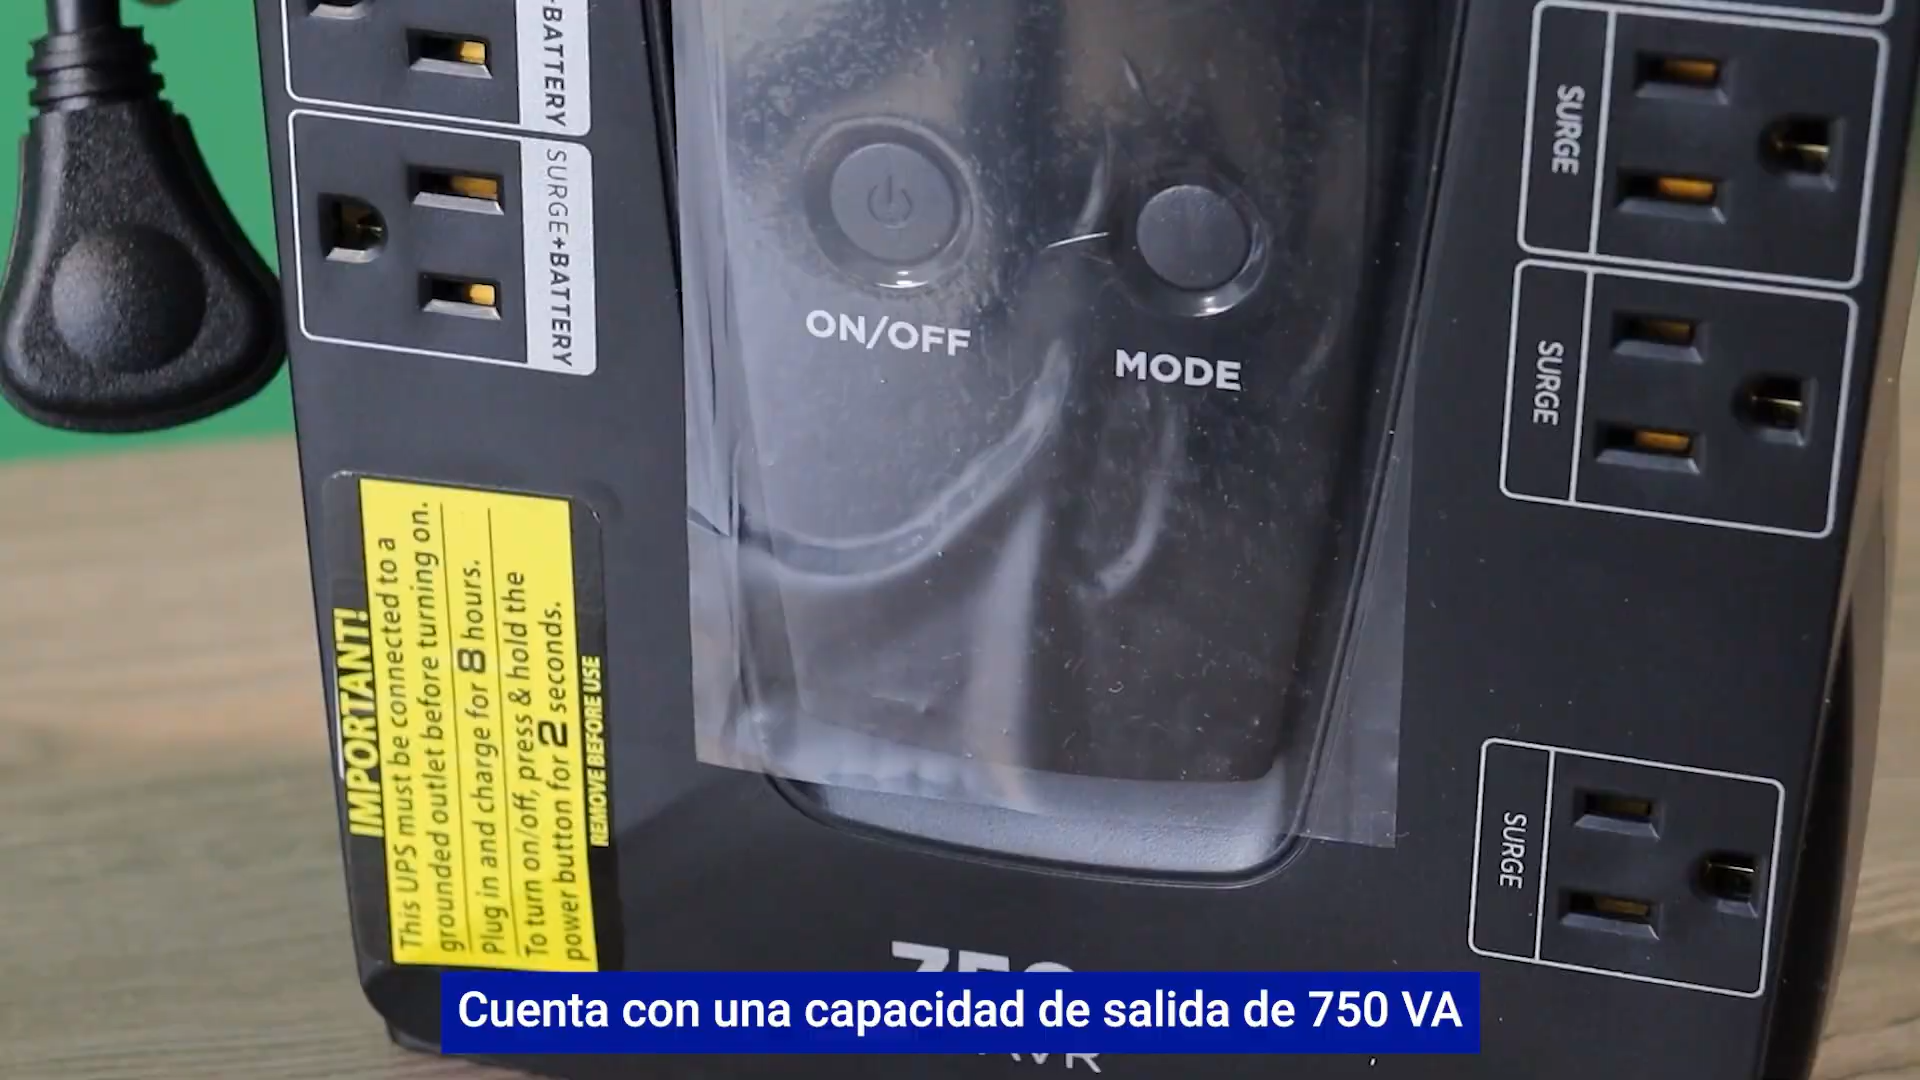 +BATTERY
SURGE+BATTERY
ON/OFF
MODE
SURGE
SURGE
SURGE
IMPORTANT!
This UPS must be connected to a
grounded outlet before turning on.
Plug in and charge for 8 hours.
To turn on/off, press & hold the
power button for 2 seconds.
REMOVE BEFORE USE
750
AVR
Cuenta con una capacidad de salida de 750 VA